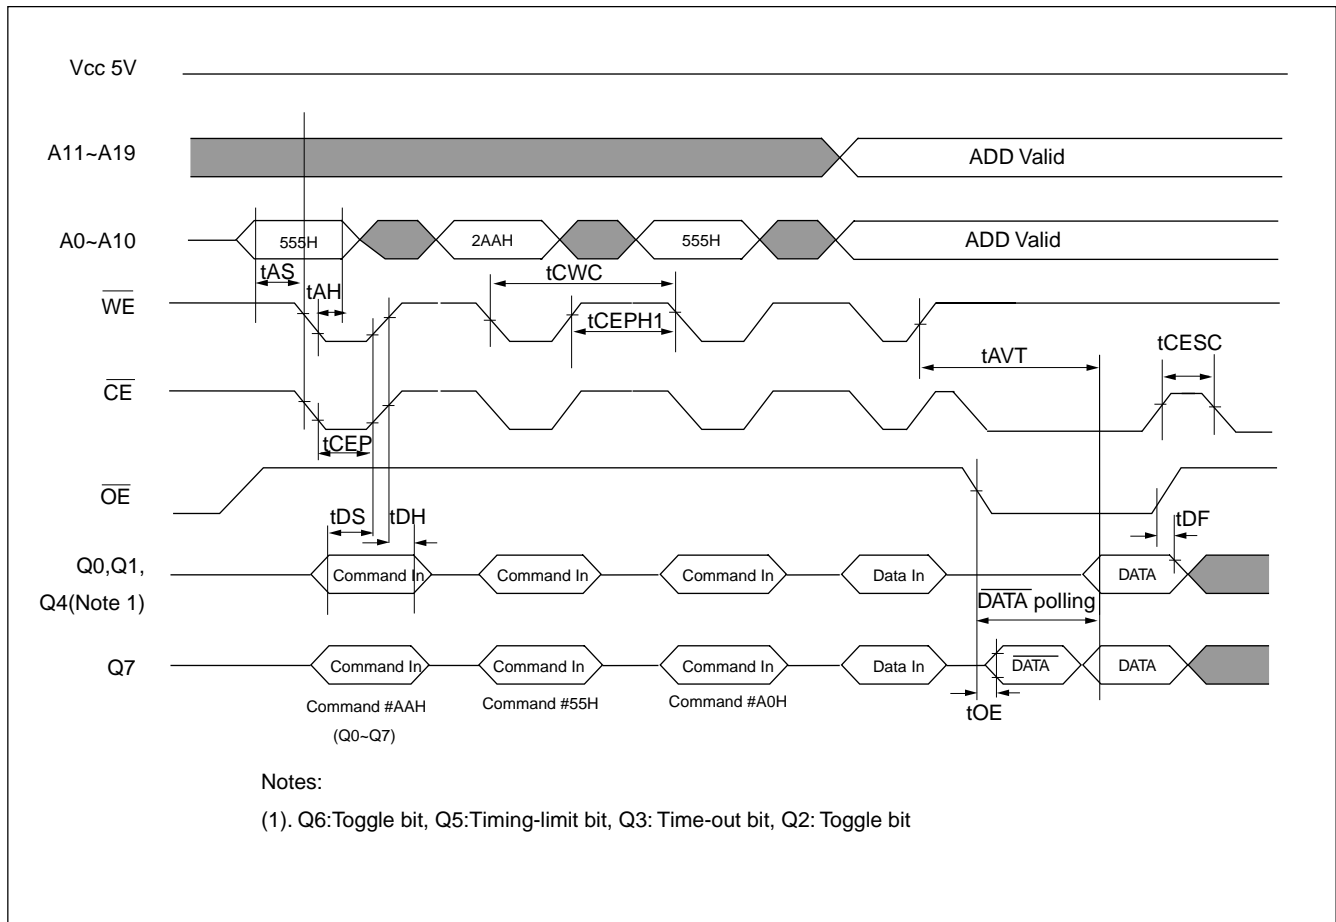 Vcc 5V
A11~A19
ADD Valid
A0~A10
555H
2AAH
555H
ADD Valid
tAS
tAH
tCWC
WE
tCEPH1
tAVT
tCESC
CE
tCEP
OE
tDS
tDH
tDF
Q0,Q1,
Q4(Note 1)
Command In
Command In
Command In
Data In
DATA
DATA polling
Q7
Command In
Command In
Command In
Data In
DATA
DATA
Command #AAH
(Q0~Q7)
Command #55H
Command #A0H
tOE
Notes:
(1). Q6:Toggle bit, Q5:Timing-limit bit, Q3: Time-out bit, Q2: Toggle bit